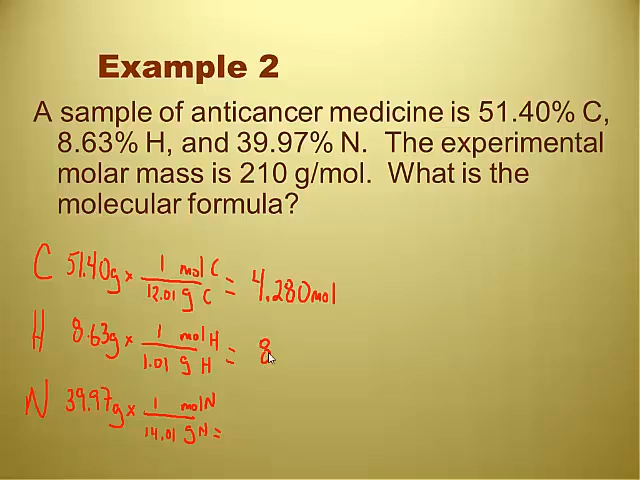 Example 2
A sample of anticancer medicine is 51.40% C,
8.63% H, and 39.97% N. The experimental
molar mass is 210 g/mol. What is the
molecular formula?
C 51.40g × 1 mol C / 12.01 g C = 4.280mol
H 8.63g × 1 mol H / 1.01 g H = 8
N 39.97g × 1 mol N / 14.01 g N =